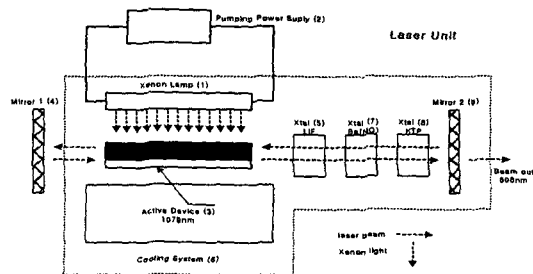 Pumping Power Supply (2)
Laser Unit
Xenon Lamp (1)
Mirror 1 (4)
Xtal (5)
LiF
Xtal (7)
Ba(NO)
Xtal (8)
KTP
Mirror 2 (9)
Beam out
Active Device (3)
1079nm
Cooling System (6)
laser beam
Xenon light